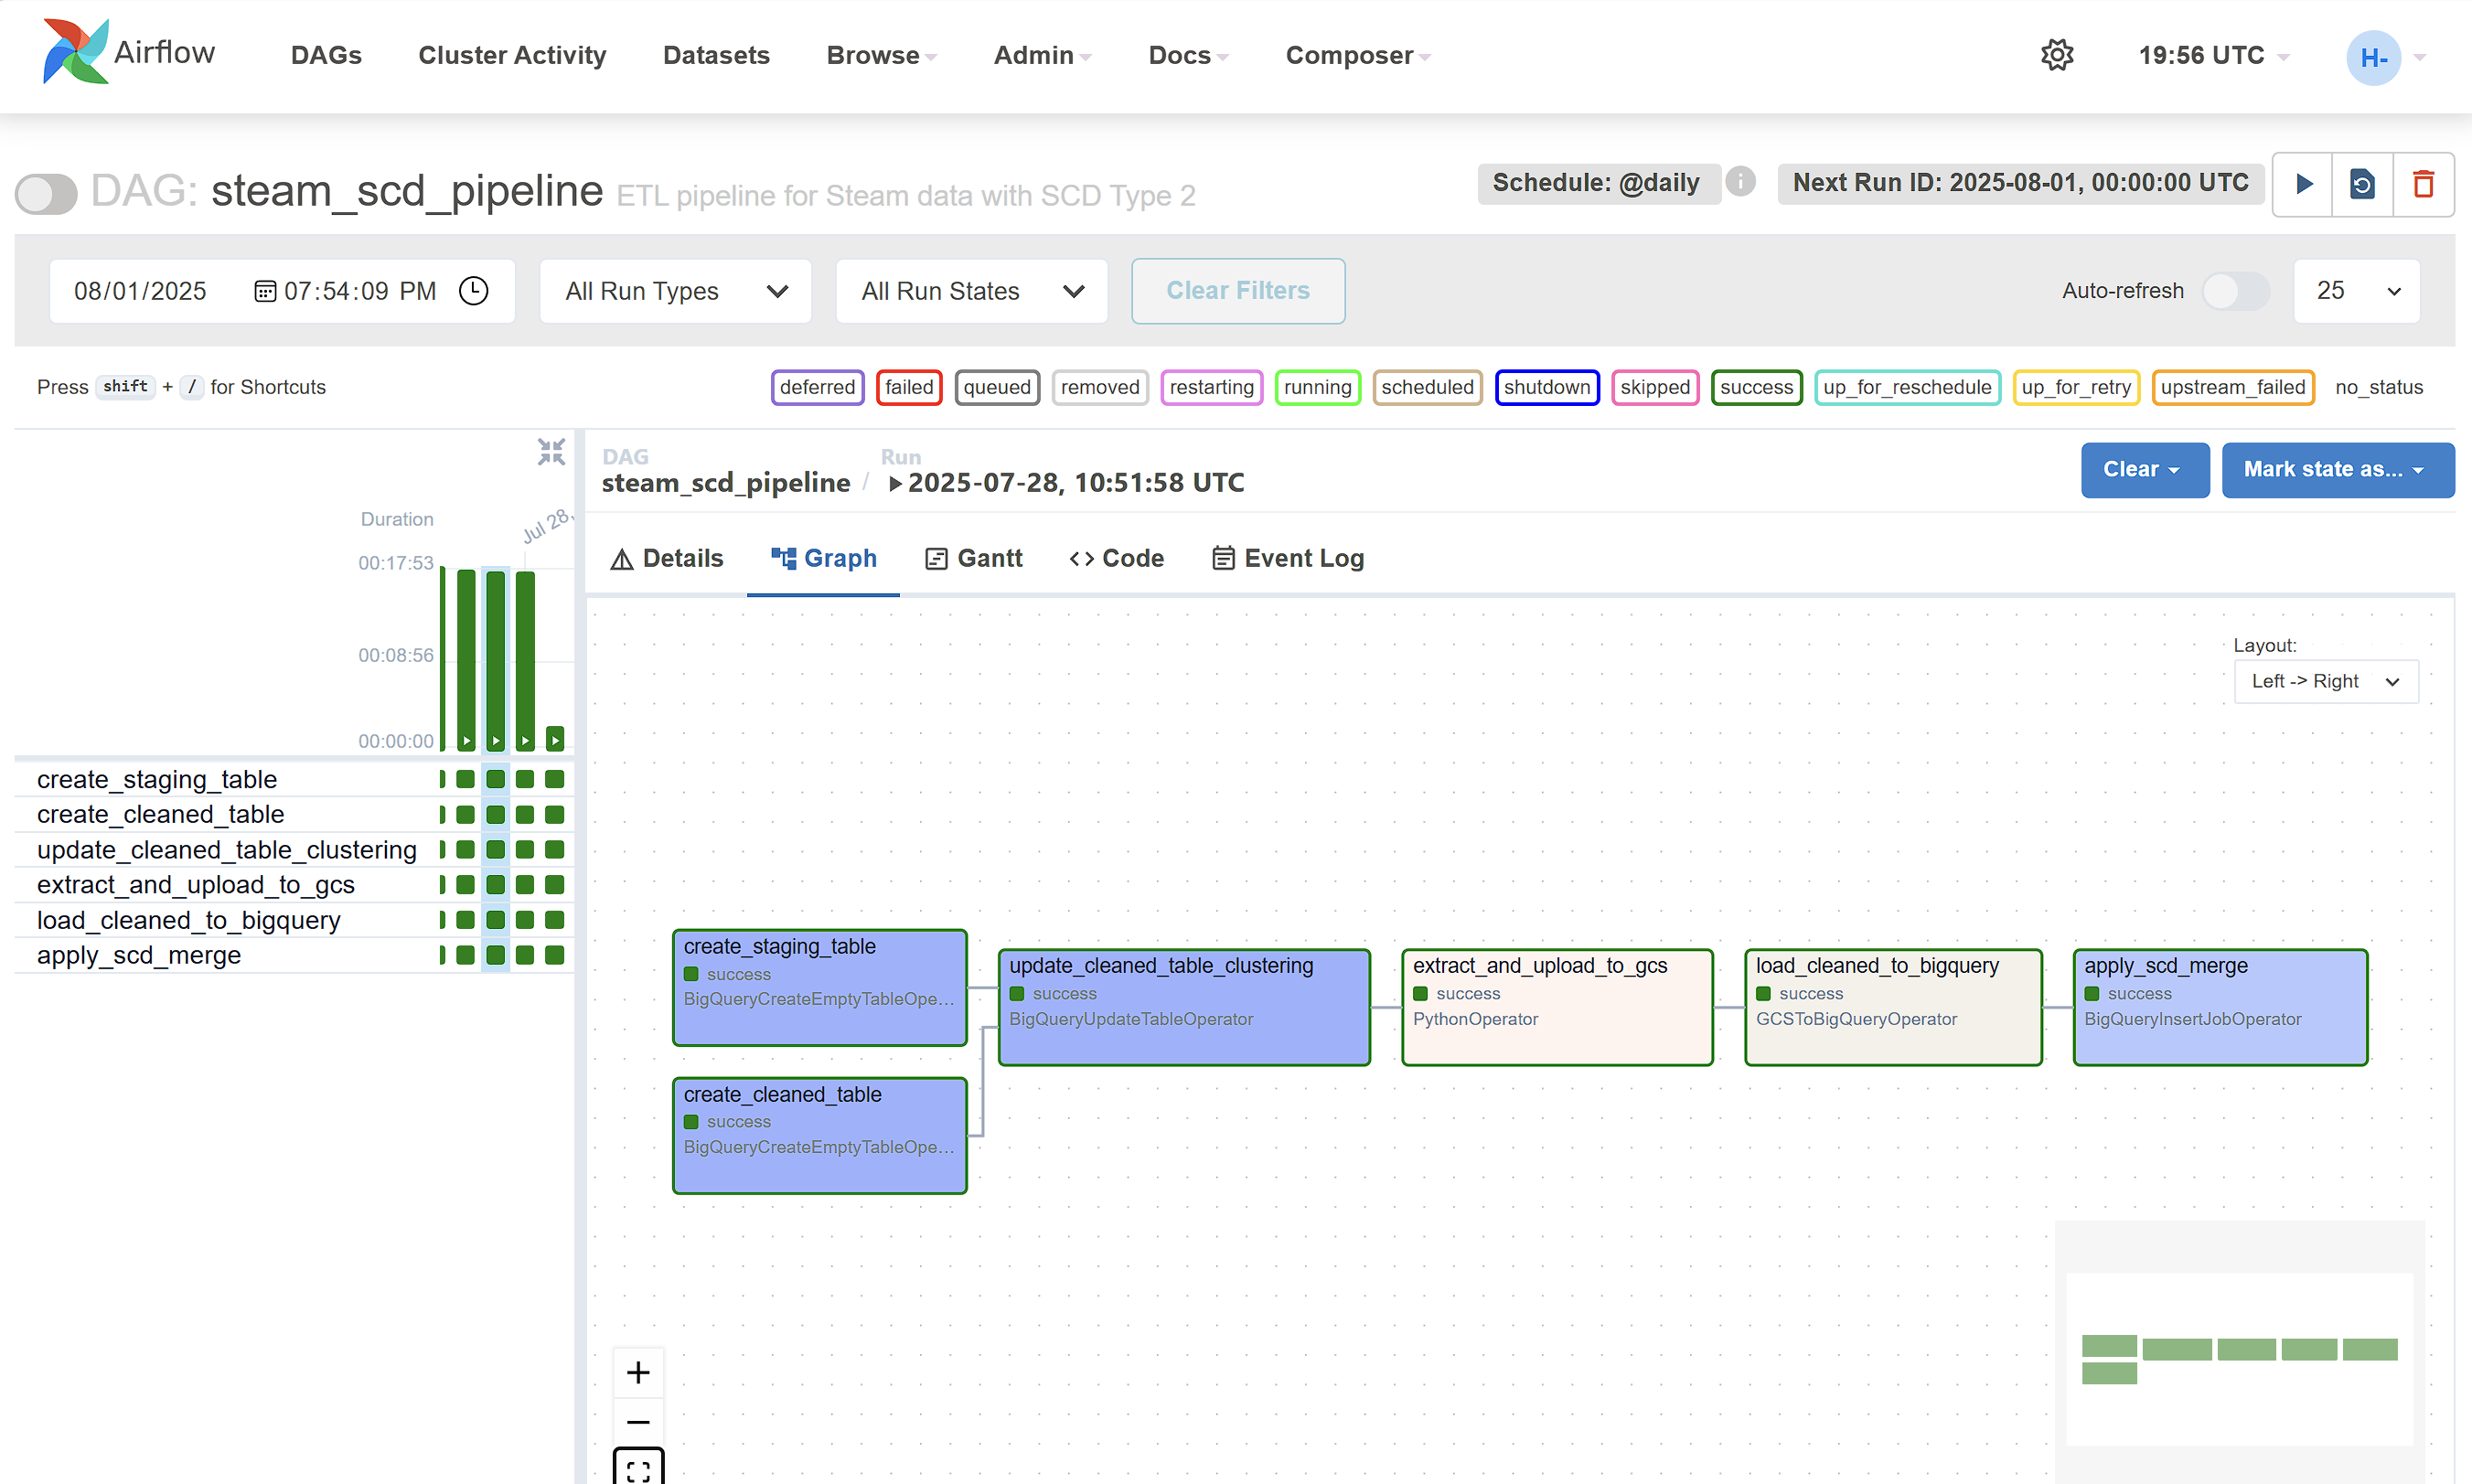 Airflow DAGs Cluster Activity Datasets Browse Admin Docs Composer 19:56 UTC H-
DAG: steam_scd_pipeline ETL pipeline for Steam data with SCD Type 2 Schedule: @daily i Next Run ID: 2025-08-01, 00:00:00 UTC
08/01/2025 07:54:09 PM All Run Types All Run States Clear Filters Auto-refresh 25
Press shift + / for Shortcuts deferred failed queued removed restarting running scheduled shutdown skipped success up_for_reschedule up_for_retry upstream_failed no_status
DAG Run
steam_scd_pipeline / 2025-07-28, 10:51:58 UTC Clear Mark state as...
Details Graph Gantt Code Event Log
Duration Jul 28,
00:17:53
00:08:56
00:00:00
create_staging_table
create_cleaned_table
update_cleaned_table_clustering
extract_and_upload_to_gcs
load_cleaned_to_bigquery
apply_scd_merge
Layout:
Left -> Right
create_staging_table
success
BigQueryCreateEmptyTableOpe...
create_cleaned_table
success
BigQueryCreateEmptyTableOpe...
update_cleaned_table_clustering
success
BigQueryUpdateTableOperator
extract_and_upload_to_gcs
success
PythonOperator
load_cleaned_to_bigquery
success
GCSToBigQueryOperator
apply_scd_merge
success
BigQueryInsertJobOperator